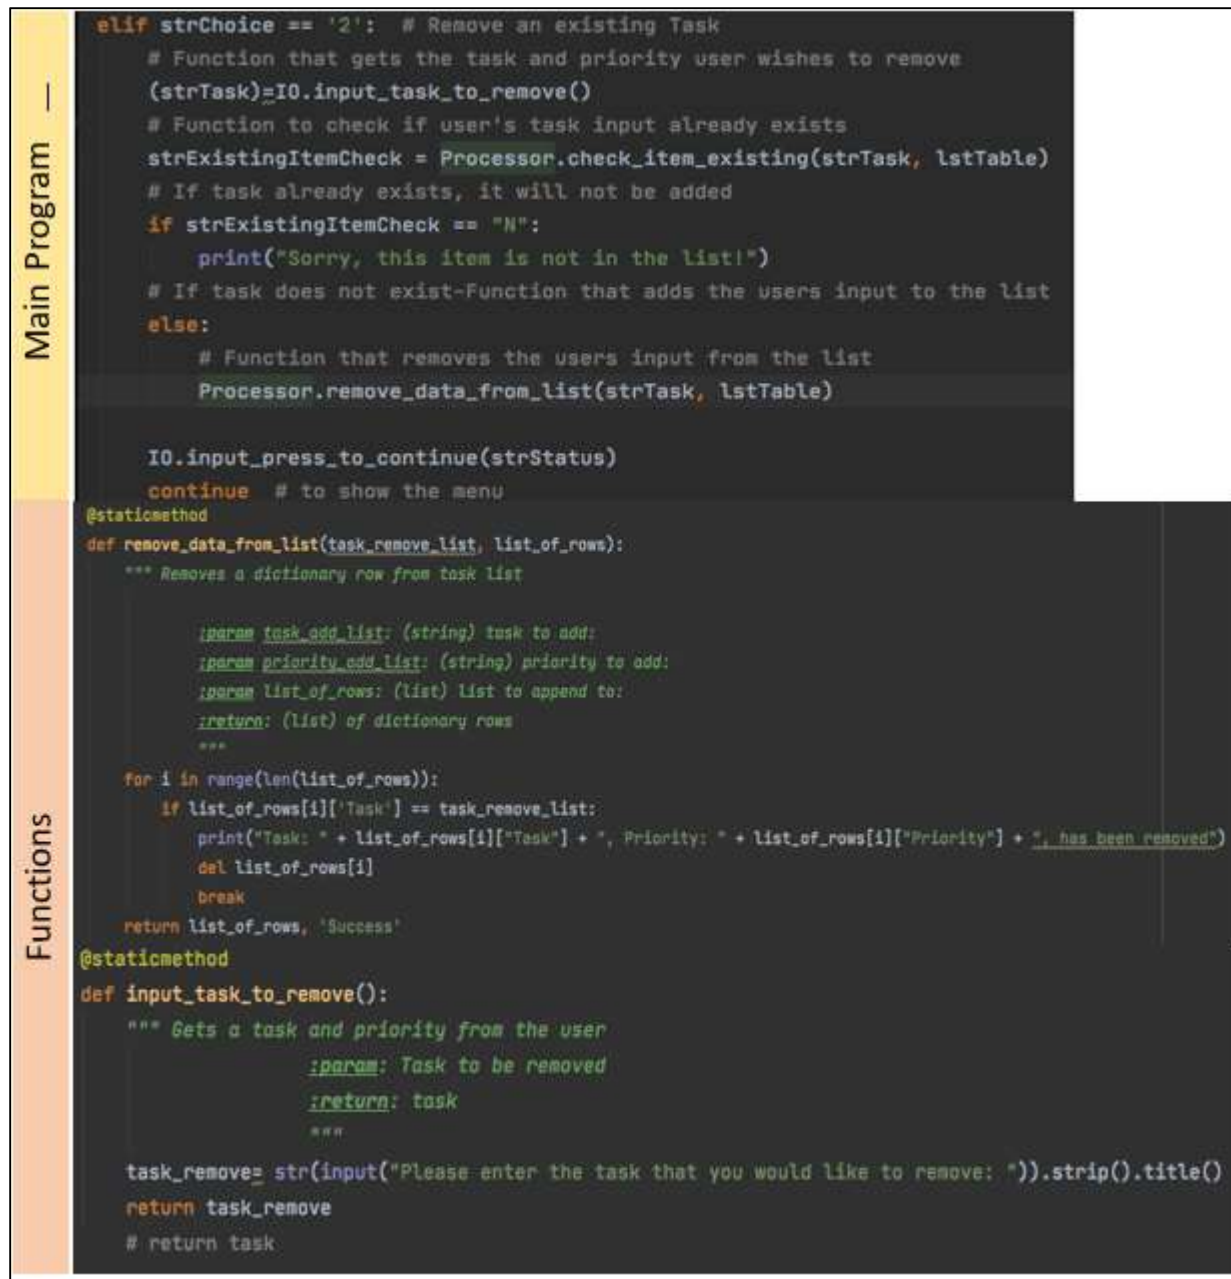 Main Program
elif strChoice == '2':  # Remove an existing Task
    # Function that gets the task and priority user wishes to remove
    (strTask)=IO.input_task_to_remove()
    # Function to check if user's task input already exists
    strExistingItemCheck = Processor.check_item_existing(strTask, lstTable)
    # If task already exists, it will not be added
    if strExistingItemCheck == "N":
        print("Sorry, this item is not in the list!")
    # If task does not exist-Function that adds the users input to the list
    else:
        # Function that removes the users input from the list
        Processor.remove_data_from_list(strTask, lstTable)
    IO.input_press_to_continue(strStatus)
    continue  # to show the menu
Functions
@staticmethod
def remove_data_from_list(task_remove_list, list_of_rows):
    """ Removes a dictionary row from task list
            :param task_add_list: (string) task to add:
            :param priority_add_list: (string) priority to add:
            :param list_of_rows: (list) list to append to:
            :return: (list) of dictionary rows
            """
    for i in range(len(list_of_rows)):
        if list_of_rows[i]['Task'] == task_remove_list:
            print("Task: " + list_of_rows[i]["Task"] + ", Priority: " + list_of_rows[i]["Priority"] + ", has been removed")
            del list_of_rows[i]
            break
    return list_of_rows, 'Success'
@staticmethod
def input_task_to_remove():
    """ Gets a task and priority from the user
                :param: Task to be removed
                :return: task
                """
    task_remove= str(input("Please enter the task that you would like to remove: ")).strip().title()
    return task_remove
    # return task